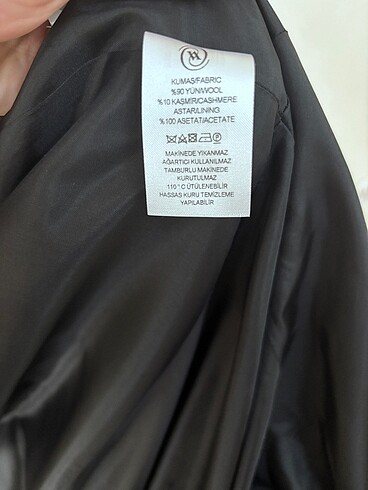 KUMAŞ/FABRIC
%90 YÜN/WOOL
%10 KAŞMİR/CASHMERE
ASTAR/LINING
%100 ASETAT/ACETATE
MAKİNEDE YIKANMAZ
AĞARTICI KULLANILMAZ
TAMBURLU MAKİNEDE
KURUTULMAZ
110 °C ÜTÜLENEBİLİR
HASSAS KURU TEMİZLEME
YAPILABİLİR